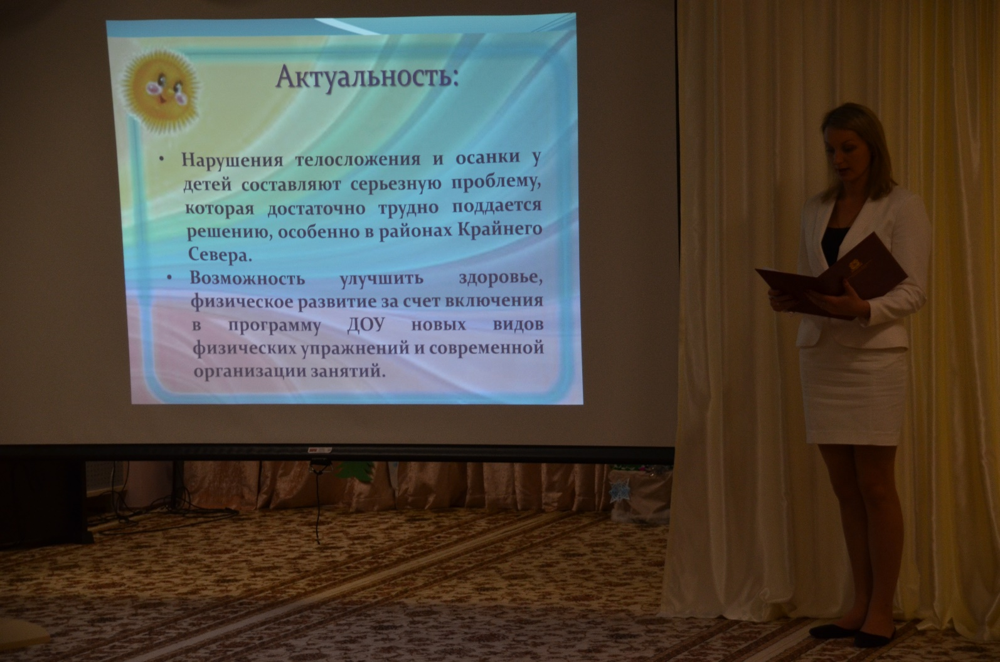 Актуальность:
• Нарушения телосложения и осанки у
детей составляют серьезную проблему,
которая достаточно трудно поддается
решению, особенно в районах Крайнего
Севера.
• Возможность улучшить здоровье,
физическое развитие за счет включения
в программу ДОУ новых видов
физических упражнений и современной
организации занятий.